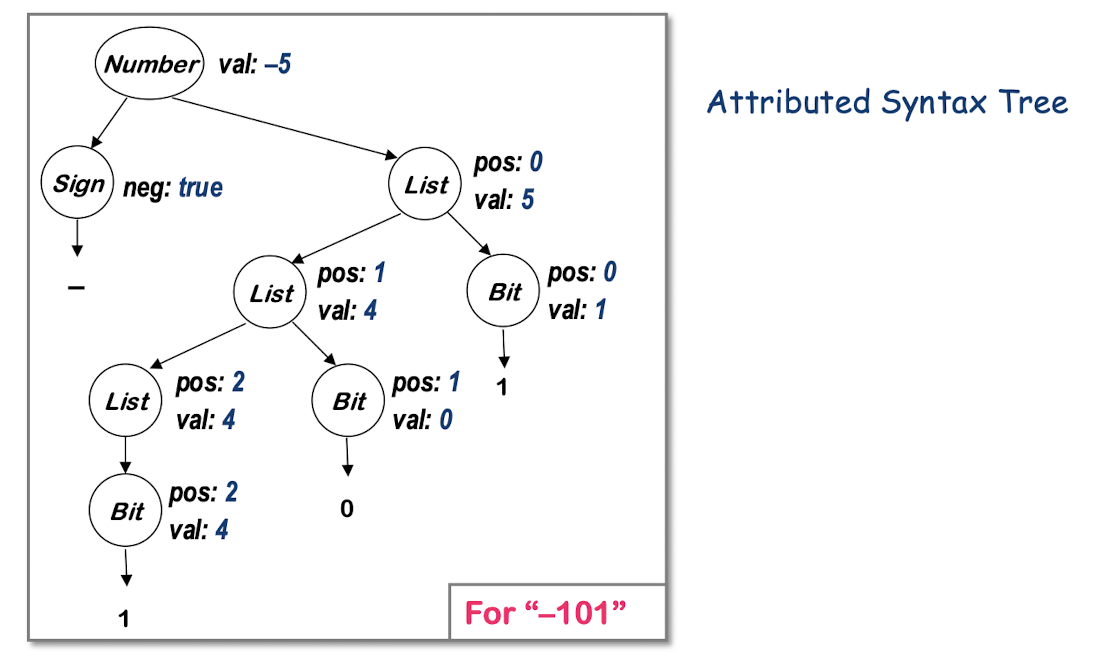 Attributed Syntax Tree
Number val: –5
Sign neg: true
–
List pos: 0
val: 5
List pos: 1
val: 4
Bit pos: 0
val: 1
1
List pos: 2
val: 4
Bit pos: 1
val: 0
0
Bit pos: 2
val: 4
1
For “–101”